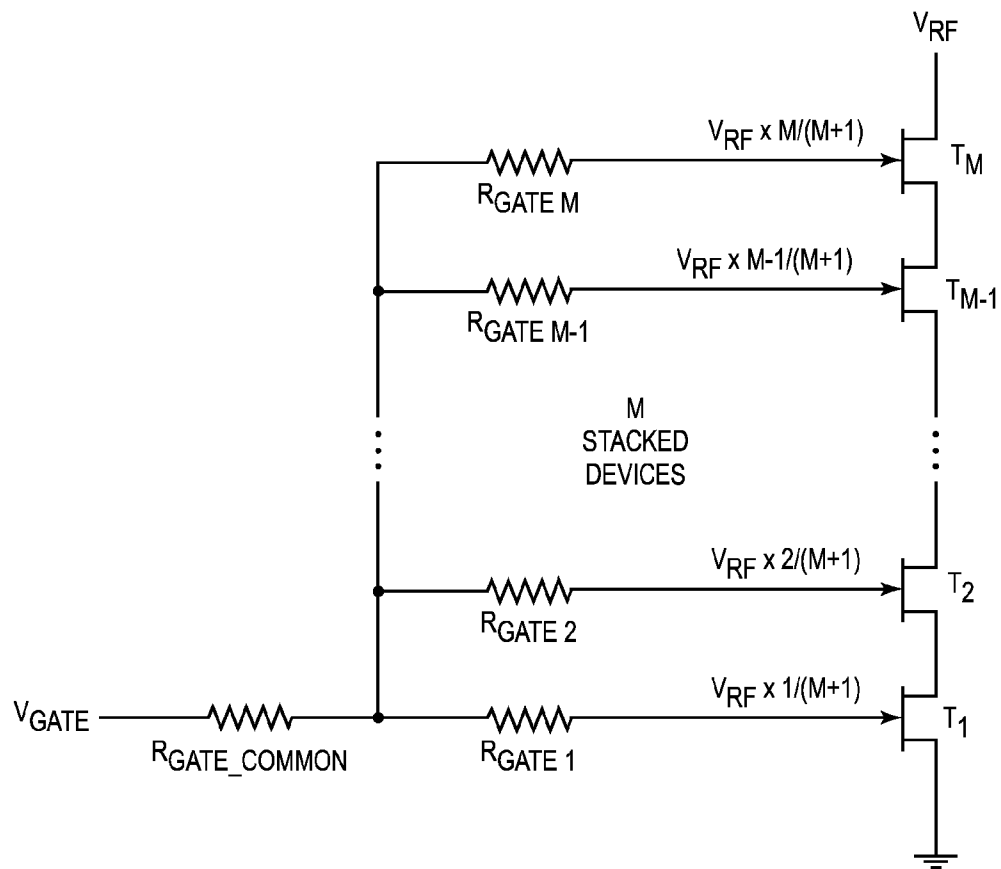 VRF
VRF x M/(M+1)
TM
RGATE M
VRF x M-1/(M+1)
TM-1
RGATE M-1
M
STACKED
DEVICES
VRF x 2/(M+1)
T2
RGATE 2
VRF x 1/(M+1)
T1
VGATE
RGATE_COMMON
RGATE 1